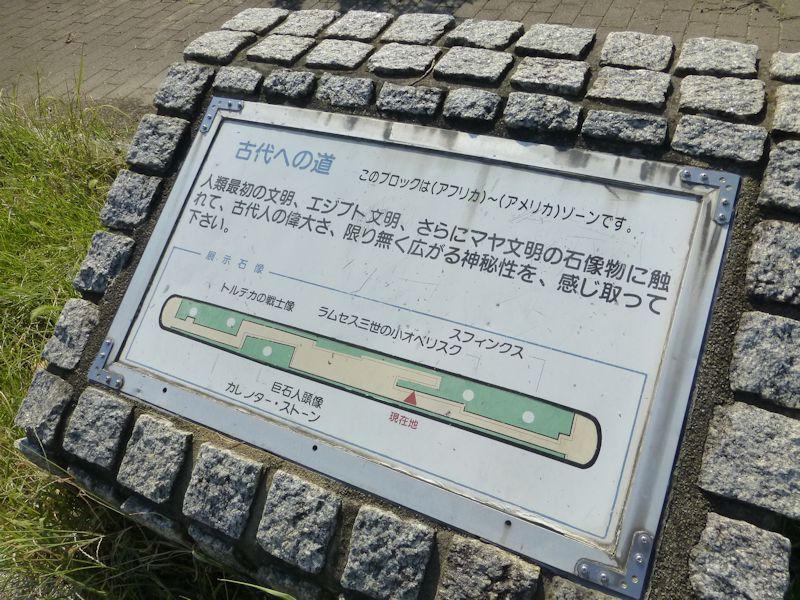 古代への道
このブロックは(アフリカ)～(アメリカ)ゾーンです。
人類最初の文明、エジプト文明、さらにマヤ文明の石像物に触
れて、古代人の偉大さ、限り無く広がる神秘性を、感じ取って
下さい。
展示石像
トルテカの戦士像
ラムセス三世の小オベリスク
スフィンクス
巨石人頭像
カレンター・ストーン
現在地